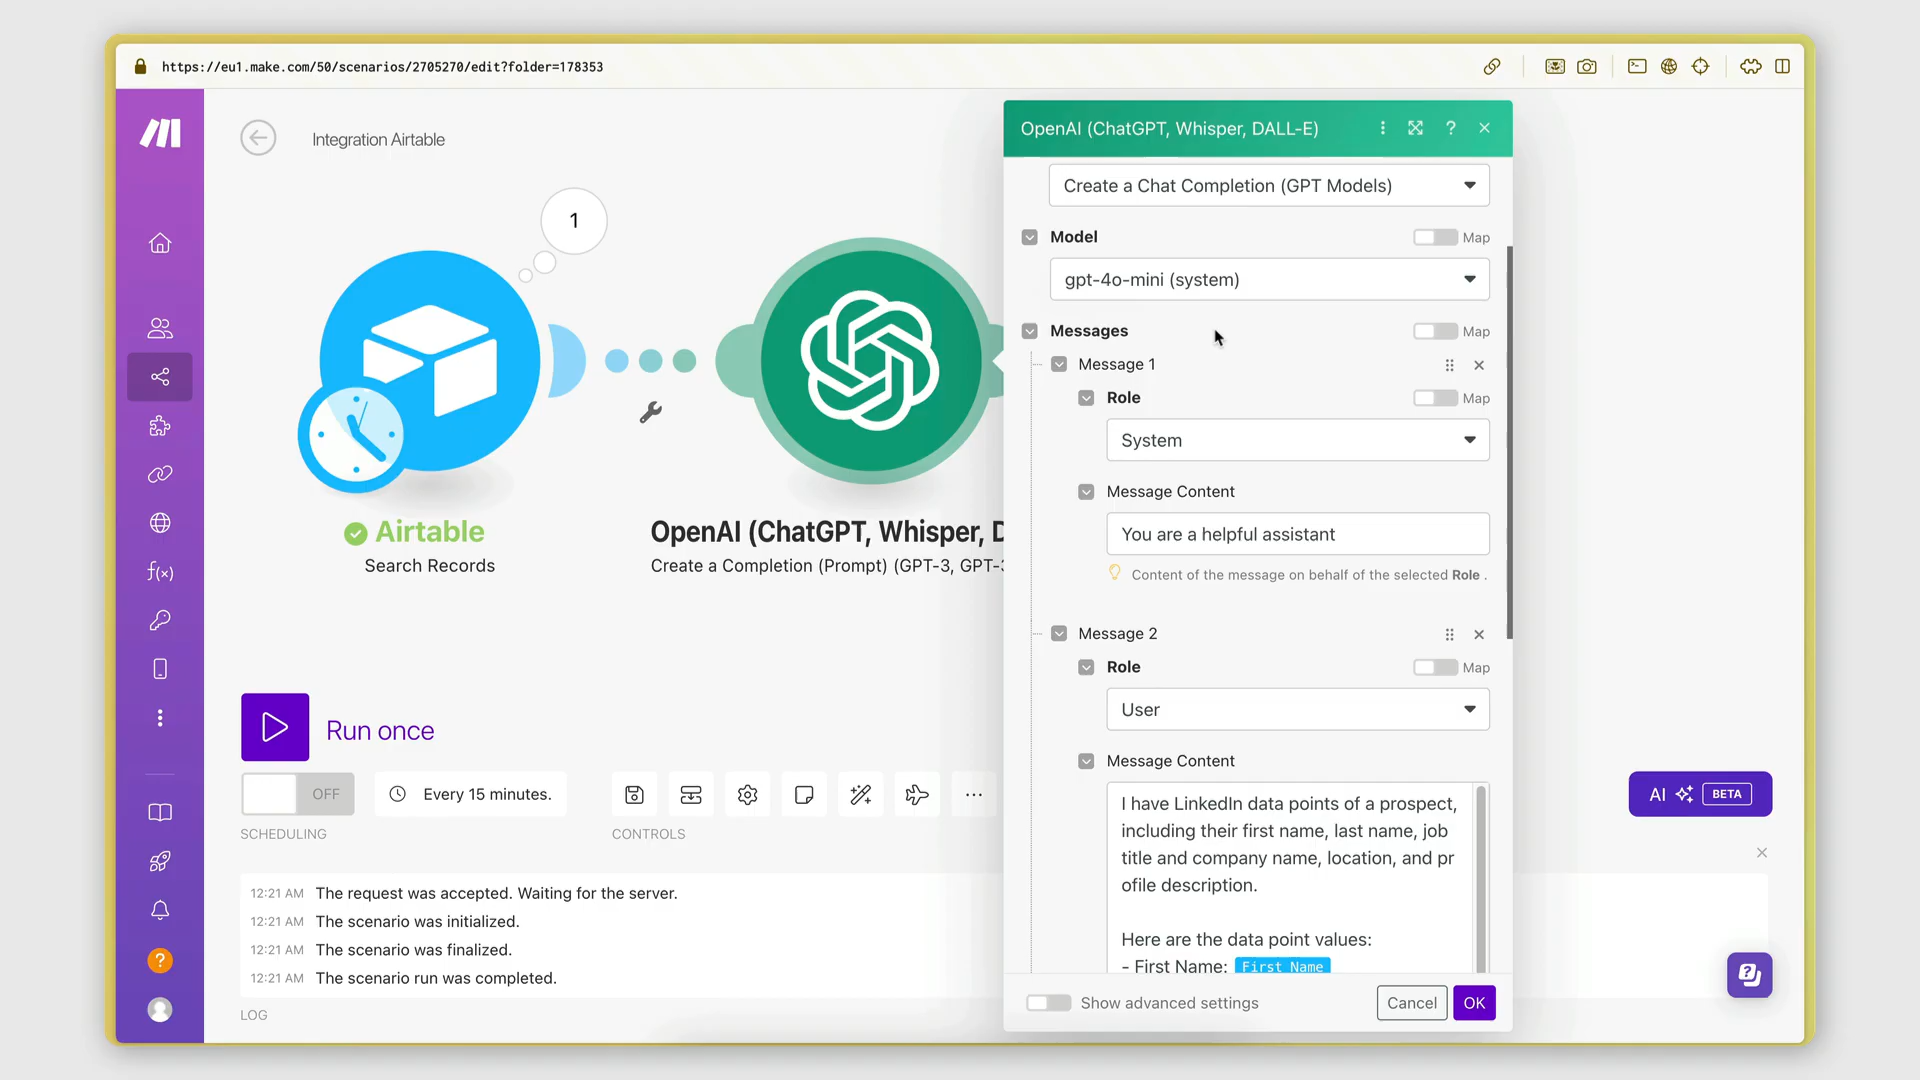 https://eu1.make.com/50/scenarios/2705270/edit?folder=178353
Integration Airtable
1
Airtable
Search Records
OpenAI (ChatGPT, Whisper, D
Create a Completion (Prompt) (GPT-3, GPT-3
Run once
OFF
Every 15 minutes.
SCHEDULING
CONTROLS
AI BETA
12:21 AM The request was accepted. Waiting for the server.
12:21 AM The scenario was initialized.
12:21 AM The scenario was finalized.
12:21 AM The scenario run was completed.
LOG
f(x)
?
OpenAI (ChatGPT, Whisper, DALL-E)
?
Create a Chat Completion (GPT Models)
Model
Map
gpt-4o-mini (system)
Messages
Map
Message 1
Role
Map
System
Message Content
You are a helpful assistant
Content of the message on behalf of the selected Role .
Message 2
Role
Map
User
Message Content
I have LinkedIn data points of a prospect,
including their first name, last name, job
title and company name, location, and pr
ofile description.
Here are the data point values:
- First Name: First Name
Show advanced settings
Cancel
OK
?